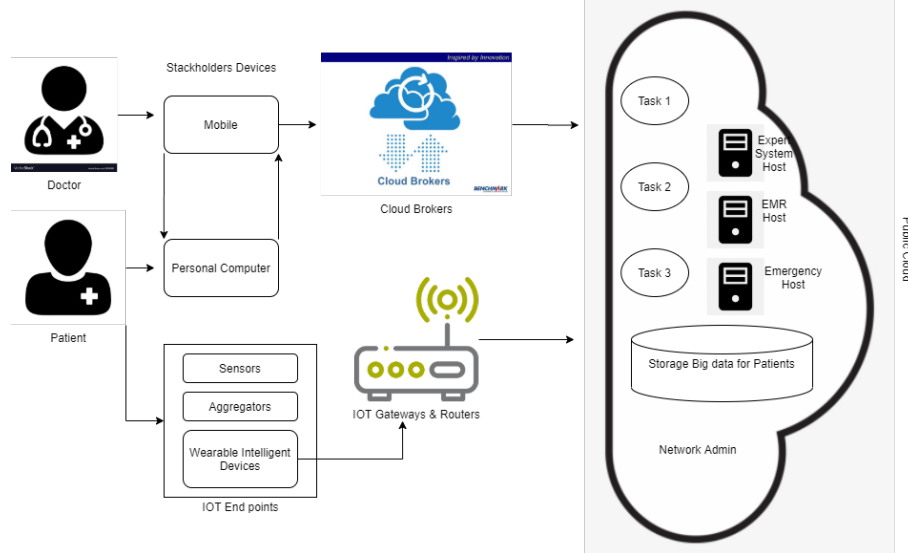 Inspired by Innovation
Stackholders Devices
Mobile
Cloud Brokers
BENCHMARK
Doctor
Cloud Brokers
Personal Computer
Patient
Sensors
Aggregators
Wearable Intelligent
Devices
IOT End points
IOT Gateways & Routers
Task 1
Expert
System
Host
Task 2
EMR
Host
Task 3
Emergency
Host
Storage Big data for Patients
Network Admin
Public Cloud